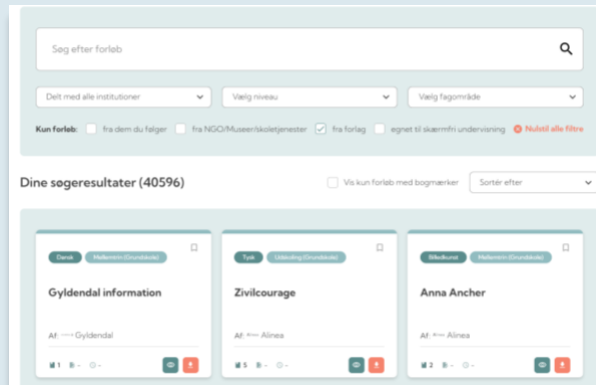 Søg efter forløb
Delt med alle institutioner
Vælg niveau
Vælg fagområde
Kun forløb: fra dem du følger fra NGO/Museer/skoletjenester fra forlag egnet til skærmfri undervisning Nulstil alle filtre
Dine søgeresultater (40596)
Vis kun forløb med bogmærker
Sortér efter
Dansk Mellemtrin (Grundskole)
Gyldendal information
Af: Gyldendal
1 - -
Tysk Udskoling (Grundskole)
Zivilcourage
Af: Alinea
5 - -
Billedkunst Mellemtrin (Grundskole)
Anna Ancher
Af: Alinea
2 - -